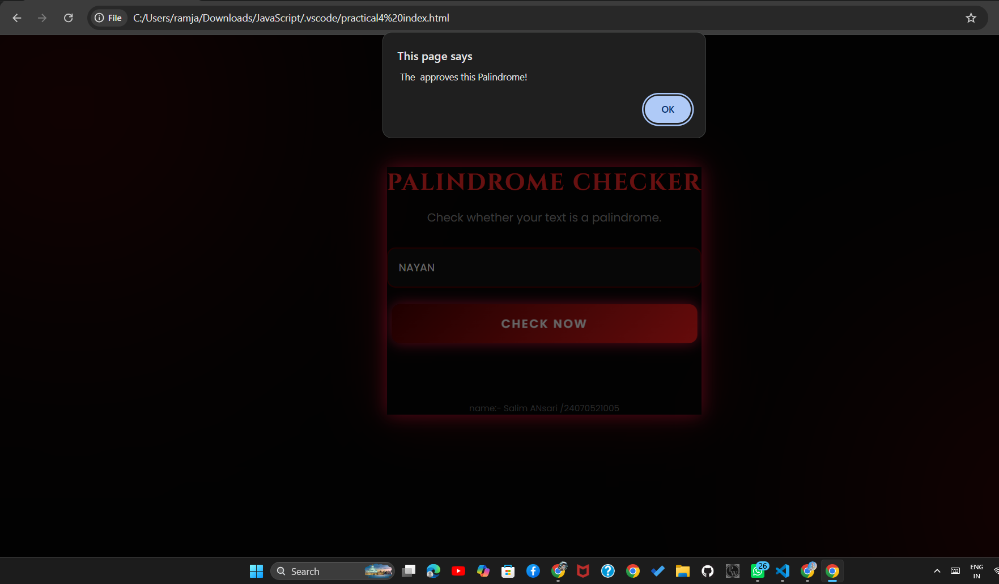 File C:/Users/ramja/Downloads/JavaScript/.vscode/practical4%20index.html
This page says
The  approves this Palindrome!
OK
PALINDROME CHECKER
Check whether your text is a palindrome.
NAYAN
CHECK NOW
name:- Salim ANsari /24070521005
Search
26
ENG
IN